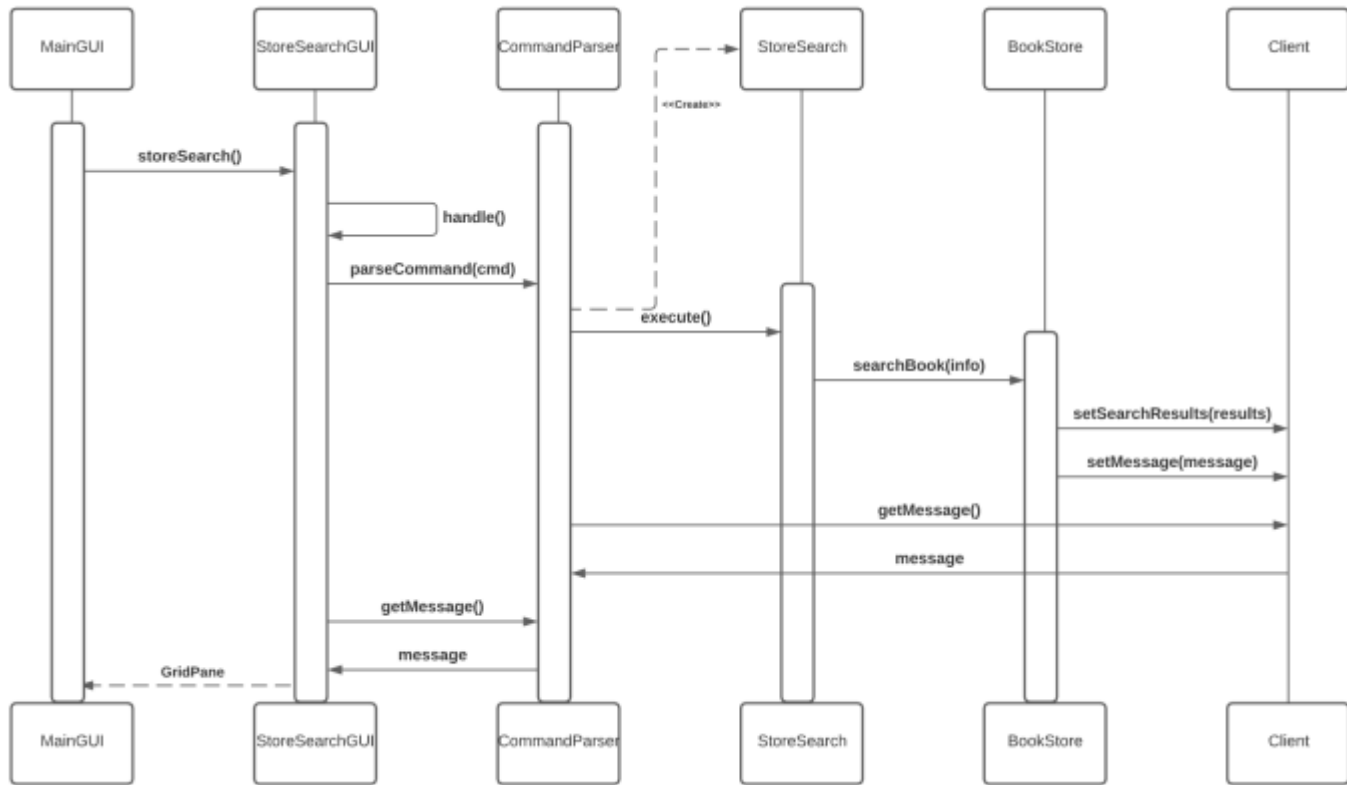 MainGUI
StoreSearchGUI
CommandParser
StoreSearch
BookStore
Client
<<Create>>
storeSearch()
handle()
parseCommand(cmd)
execute()
searchBook(info)
setSearchResults(results)
setMessage(message)
getMessage()
message
getMessage()
message
GridPane
MainGUI
StoreSearchGUI
CommandParser
StoreSearch
BookStore
Client